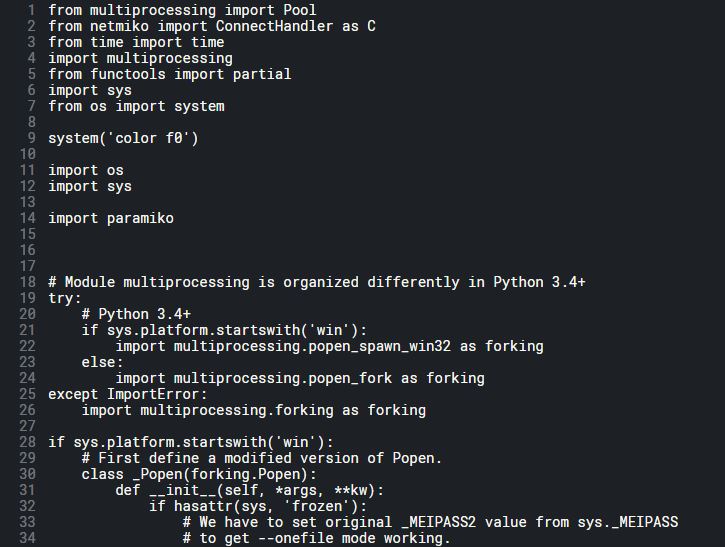 1 from multiprocessing import Pool
2 from netmiko import ConnectHandler as C
3 from time import time
4 import multiprocessing
5 from functools import partial
6 import sys
7 from os import system
8
9 system('color f0')
10
11 import os
12 import sys
13
14 import paramiko
15
16
17
18 # Module multiprocessing is organized differently in Python 3.4+
19 try:
20     # Python 3.4+
21     if sys.platform.startswith('win'):
22         import multiprocessing.popen_spawn_win32 as forking
23     else:
24         import multiprocessing.popen_fork as forking
25 except ImportError:
26     import multiprocessing.forking as forking
27
28 if sys.platform.startswith('win'):
29     # First define a modified version of Popen.
30     class _Popen(forking.Popen):
31         def __init__(self, *args, **kw):
32             if hasattr(sys, 'frozen'):
33                 # We have to set original _MEIPASS2 value from sys._MEIPASS
34                 # to get --onefile mode working.